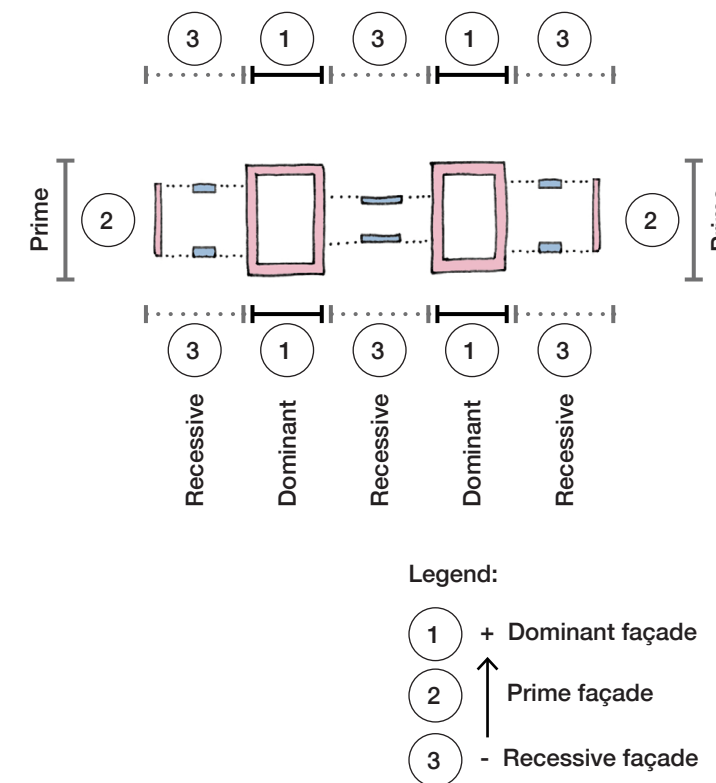 3 1 3 1 3
Prime 2 2
3 1 3 1 3
Recessive Dominant Recessive Dominant Recessive
Legend:
1 + Dominant façade
2 Prime façade
3 - Recessive façade